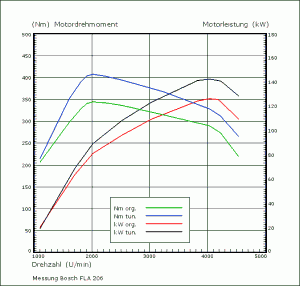 (Nm) Motordrehmoment Motorleistung (kW)
500 180
450 160
400 140
350 120
300 100
250 80
200 60
150 40
100 20
50 0
0
Nm org.
Nm tun.
kW org.
kW tun.
1000 2000 3000 4000 5000
Drehzahl (U/min)
Messung Bosch FLA 206